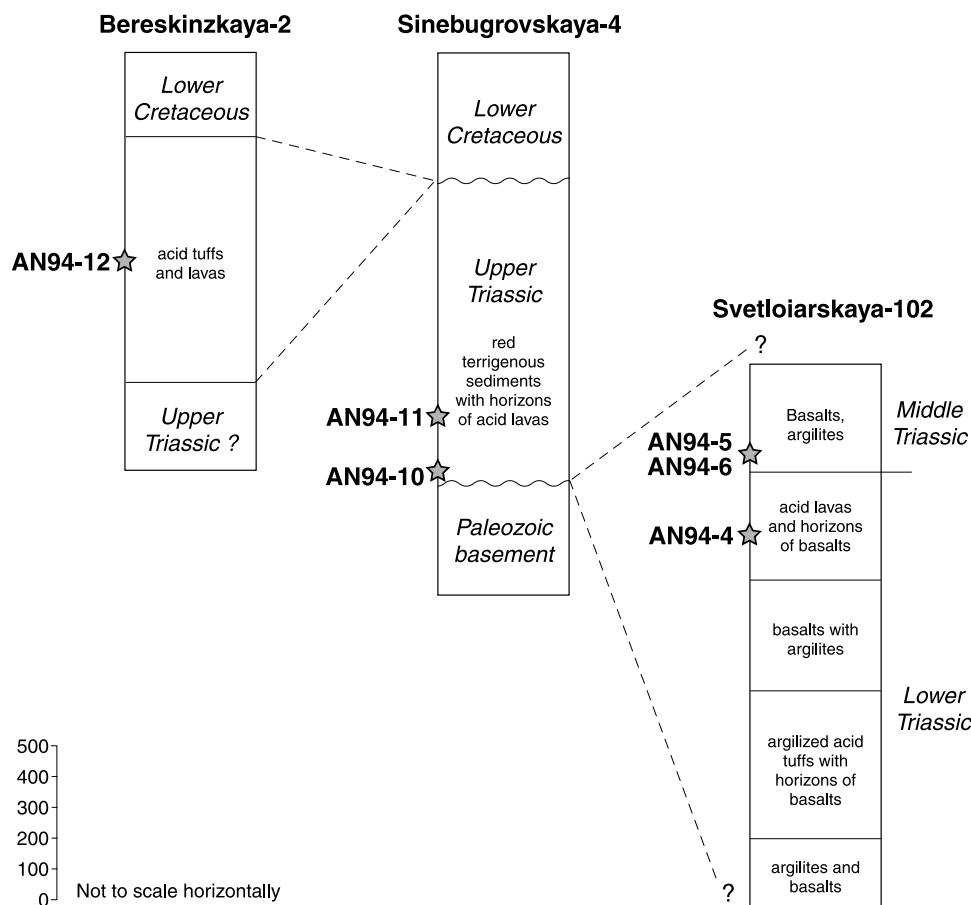 Bereskinzkaya-2
Lower
Cretaceous
AN94-12
acid tuffs
and lavas
Upper
Triassic ?
Sinebugrovskaya-4
Lower
Cretaceous
Upper
Triassic
red
terrigenous
sediments
with horizons
of acid lavas
AN94-11
AN94-10
Paleozoic
basement
Svetloiarskaya-102
?
Basalts,
argilites
Middle
Triassic
AN94-5
AN94-6
acid lavas
and horizons
of basalts
AN94-4
basalts with
argilites
Lower
Triassic
argilized acid
tuffs with
horizons of
basalts
?
argilites and
basalts
500
400
300
200
100
0
Not to scale horizontally